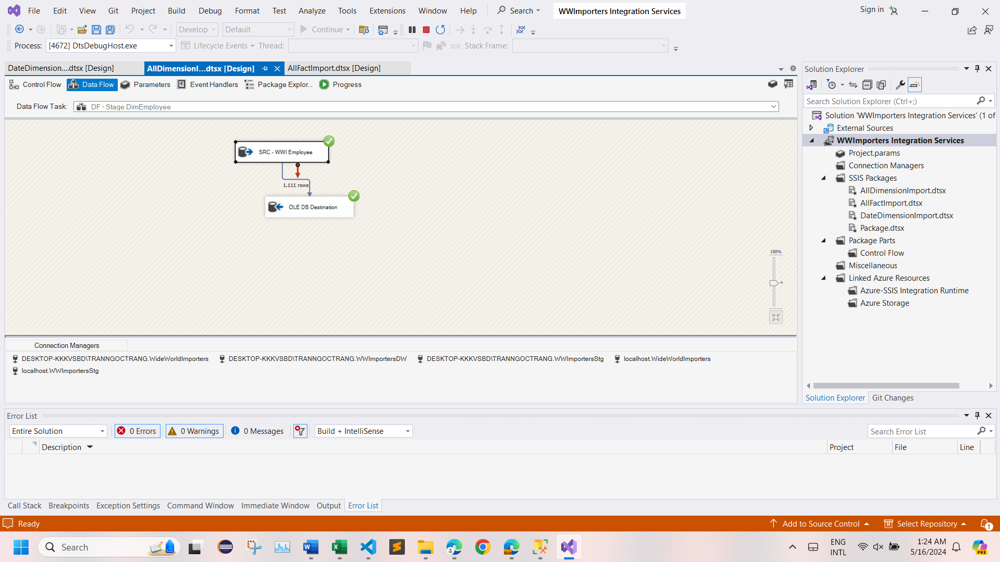 File Edit View Git Project Build Debug Format Test Analyze Tools Extensions Window Help Search WWImporters Integration Services Sign in
Develop Default Continue
Process: [4672] DtsDebugHost.exe Lifecycle Events Thread: Stack Frame:
DateDimension....dtsx [Design] AllDimensionI...dtsx [Design] AllFactImport.dtsx [Design]
Control Flow Data Flow Parameters Event Handlers Package Explor... Progress
Data Flow Task: DF - Stage DimEmployee
SRC - WWI Employee
1,111 rows
OLE DB Destination
100%
Connection Managers
DESKTOP-KKKVSBD\TRANNGOCTRANG.WideWorldImporters DESKTOP-KKKVSBD\TRANNGOCTRANG.WWImportersDW DESKTOP-KKKVSBD\TRANNGOCTRANG.WWImportersStg localhost.WideWorldImporters
localhost.WWImportersStg
Solution Explorer
Search Solution Explorer (Ctrl+;)
Solution 'WWImporters Integration Services' (1 of
External Sources
WWImporters Integration Services
Project.params
Connection Managers
SSIS Packages
AllDimensionImport.dtsx
AllFactImport.dtsx
DateDimensionImport.dtsx
Package.dtsx
Package Parts
Control Flow
Miscellaneous
Linked Azure Resources
Azure-SSIS Integration Runtime
Azure Storage
Solution Explorer Git Changes
Error List
Entire Solution 0 Errors 0 Warnings 0 Messages Build + IntelliSense Search Error List
Description Project File Line
Call Stack Breakpoints Exception Settings Command Window Immediate Window Output Error List
Ready Add to Source Control Select Repository 1
Search
ENG
INTL
1:24 AM
5/16/2024
PRE